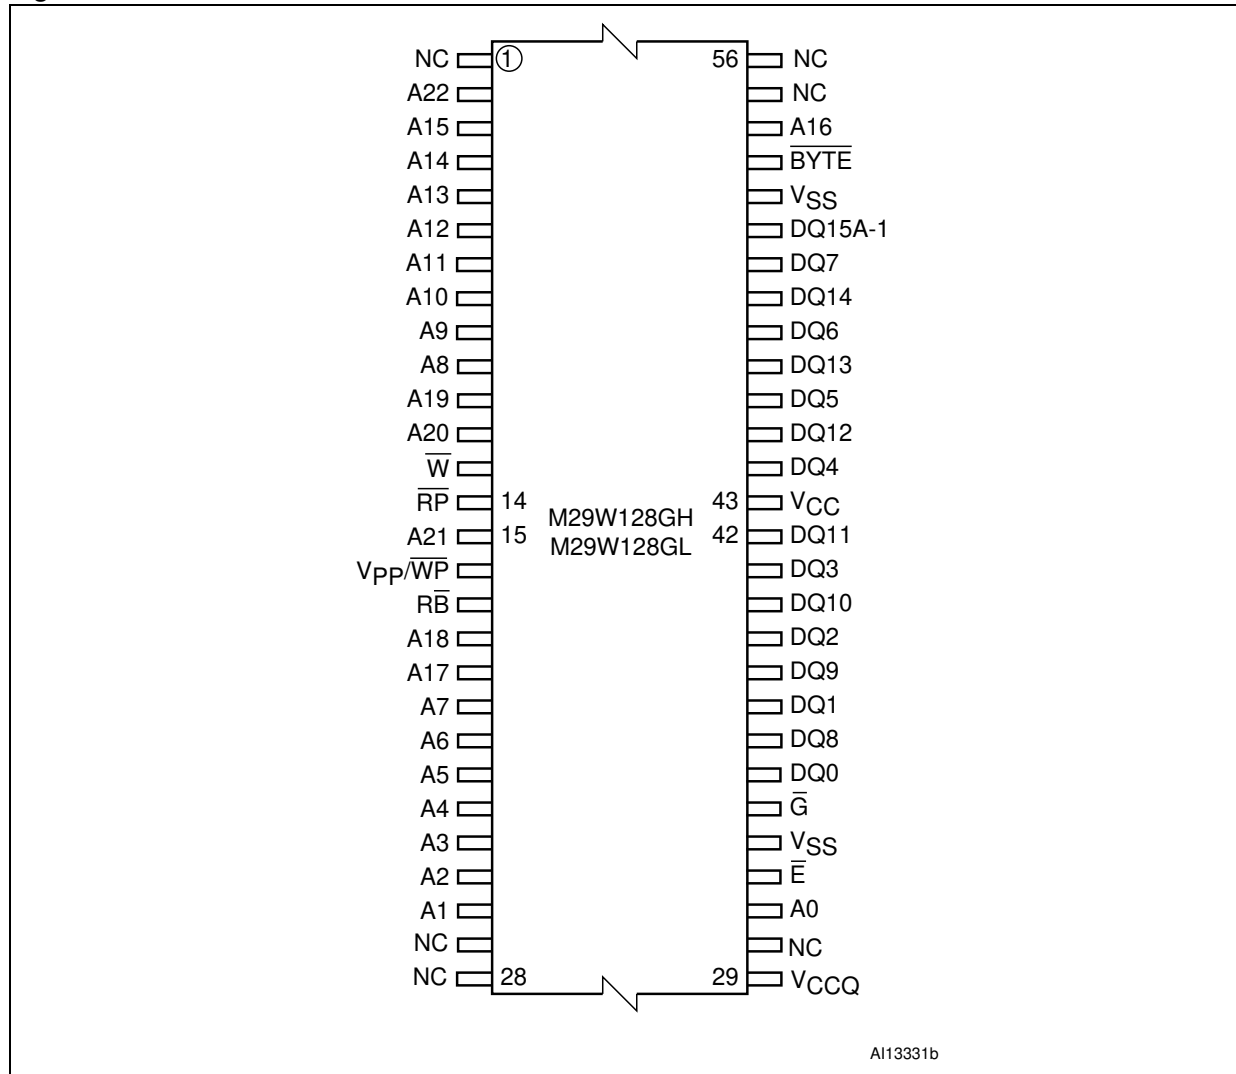 NC 1 56 NC
A22 NC
A15 A16
A14 B̅Y̅T̅E̅
A13 VSS
A12 DQ15A-1
A11 DQ7
A10 DQ14
A9 DQ6
A8 DQ13
A19 DQ5
A20 DQ12
W̅ DQ4
R̅P̅ 14 43 VCC
M29W128GH
A21 15 42 DQ11
M29W128GL
VPP/W̅P̅ DQ3
RB̅ DQ10
A18 DQ2
A17 DQ9
A7 DQ1
A6 DQ8
A5 DQ0
A4 G̅
A3 VSS
A2 E̅
A1 A0
NC NC
NC 28 29 VCCQ
AI13331b